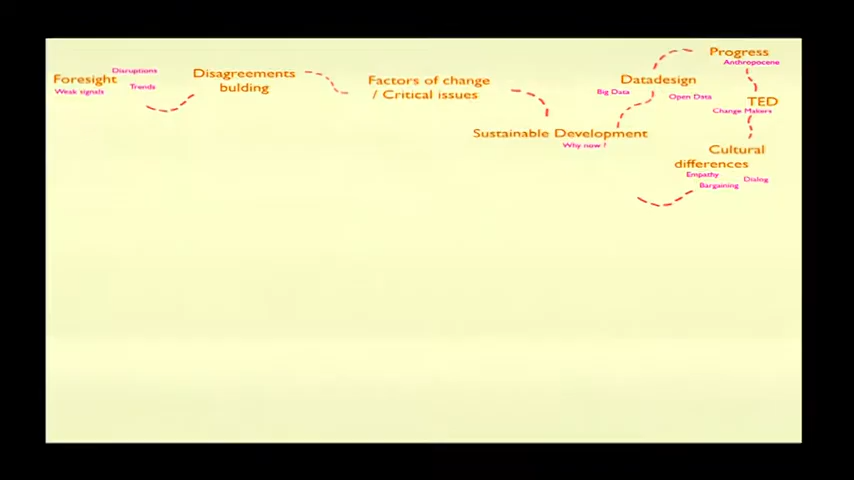 Foresight
Disruptions
Weak signals
Trends
Disagreements
bulding
Factors of change
/ Critical issues
Sustainable Development
Why now ?
Datadesign
Big Data
Open Data
Progress
Anthropocene
TED
Change Makers
Cultural
differences
Empathy
Dialog
Bargaining